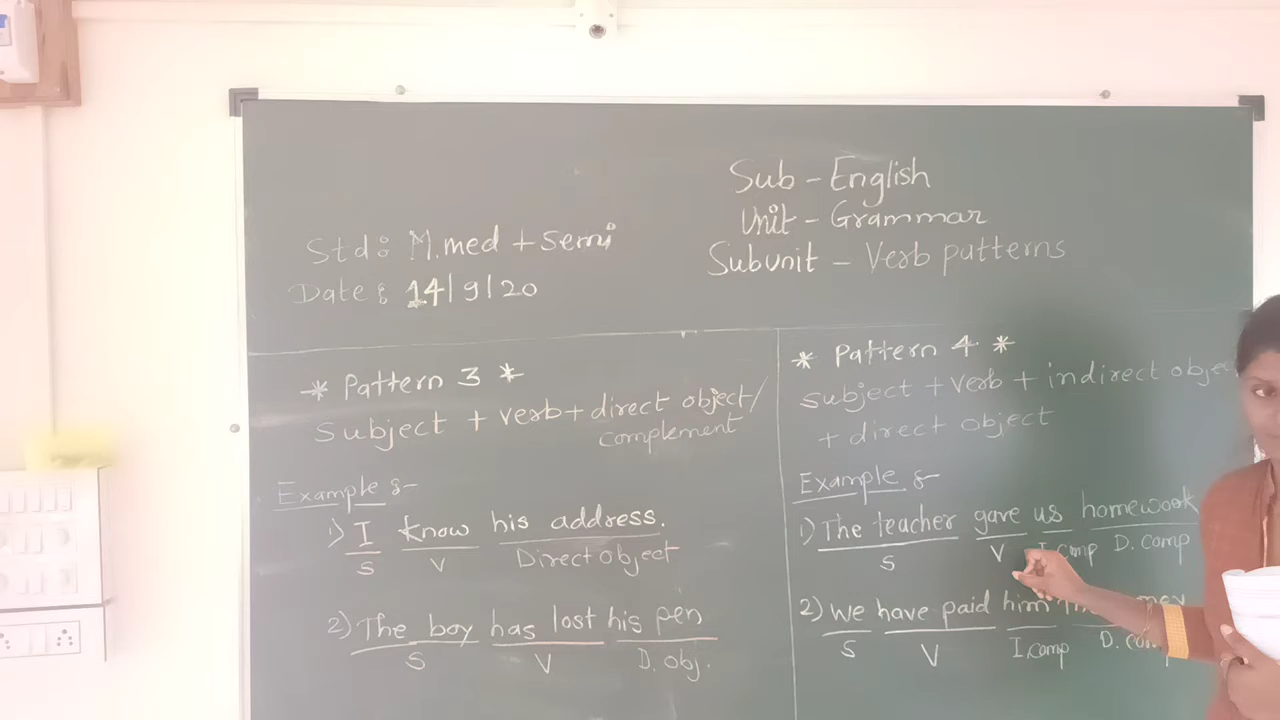 Sub - English
Unit - Grammar
Subunit - Verb patterns
Std: M.med + semi
Date: 14/9/20
* Pattern 3 *
subject + verb + direct object/
complement
Example:-
1) I know his address.
S V Direct object
2) The boy has lost his pen
S V D. obj.
* Pattern 4 *
subject + verb + indirect
+ direct object
Example:-
1) The teacher gave us homewook
S V I.comp D. comp
2) we have paid him
S V I.comp D.